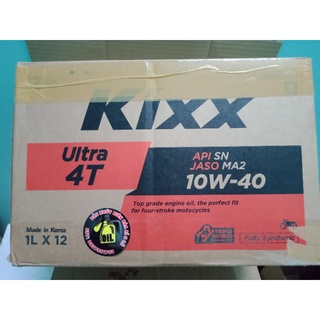 Kixx
Ultra
4T
API SN
JASO MA2
10W-40
Top grade engine oil, the perfect fit
for four-stroke motorcycles
Made in Korea
1L X 12
OIL
Fully Synthetic